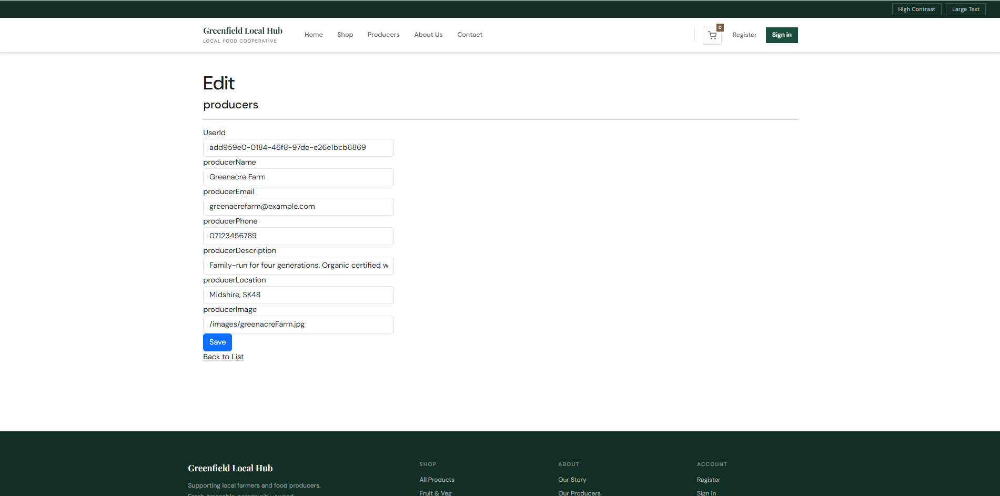 High Contrast
Large Text
Greenfield Local Hub
LOCAL FOOD COOPERATIVE
Home
Shop
Producers
About Us
Contact
0
Register
Sign in
Edit
producers
UserId
add959e0-0184-46f8-97de-e26e1bcb6869
producerName
Greenacre Farm
producerEmail
greenacrefarm@example.com
producerPhone
07123456789
producerDescription
Family-run for four generations. Organic certified w
producerLocation
Midshire, SK48
producerImage
/images/greenacreFarm.jpg
Save
Back to List
Greenfield Local Hub
Supporting local farmers and food producers.
Fresh, traceable, community-owned.
SHOP
All Products
Fruit & Veg
ABOUT
Our Story
Our Producers
ACCOUNT
Register
Sign in